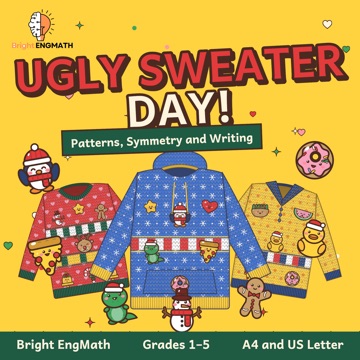 Bright ENGMATH
UGLY SWEATER
DAY!
Patterns, Symmetry and Writing
Bright EngMath Grades 1–5 A4 and US Letter